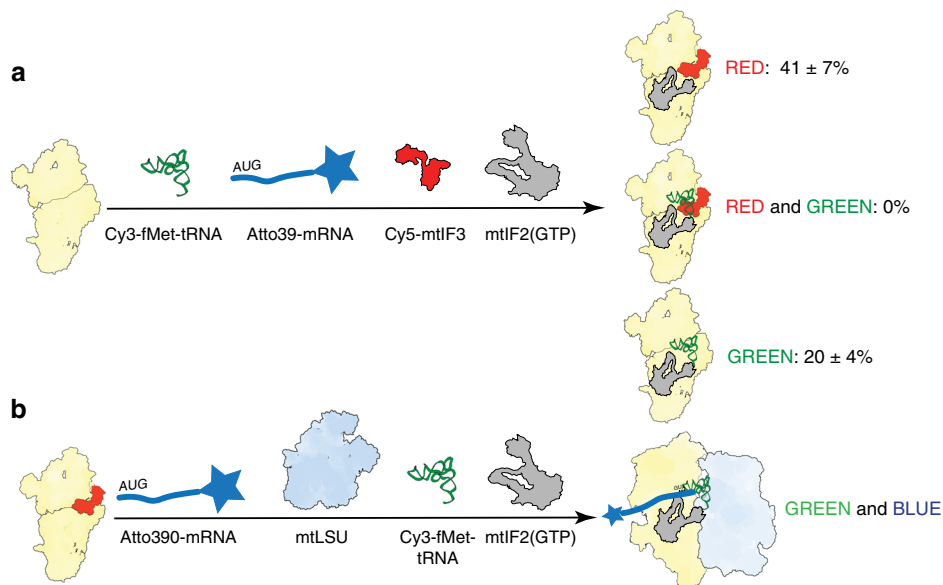 a
AUG
Cy3-fMet-tRNA
Atto39-mRNA
Cy5-mtIF3
mtIF2(GTP)
RED: 41 ± 7%
RED and GREEN: 0%
GREEN: 20 ± 4%
b
AUG
Atto390-mRNA
mtLSU
Cy3-fMet-
tRNA
mtIF2(GTP)
GREEN and BLUE